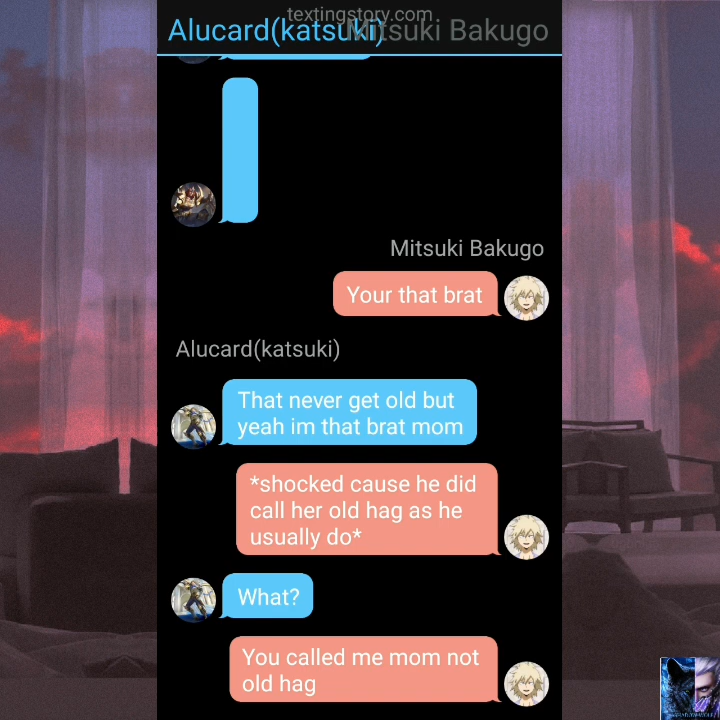 textingstory.com
Alucard(katsuki)
Mitsuki Bakugo
Mitsuki Bakugo
Your that brat
Alucard(katsuki)
That never get old but
yeah im that brat mom
*shocked cause he did
call her old hag as he
usually do*
What?
You called me mom not
old hag